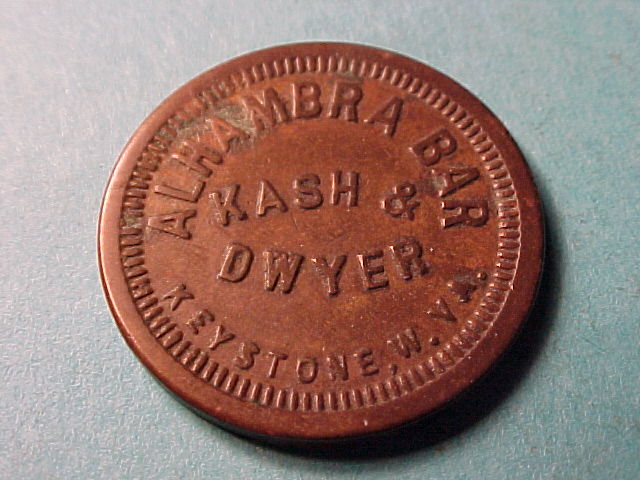 ALHAMBRA BAR
KASH &
DWYER
KEYSTONE, W. VA.